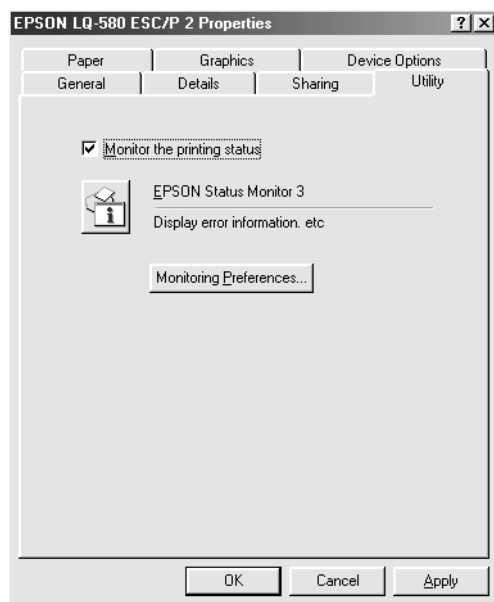 EPSON LQ-580 ESC/P 2 Properties
Paper Graphics Device Options
General Details Sharing Utility
Monitor the printing status
EPSON Status Monitor 3
Display error information. etc
Monitoring Preferences...
OK Cancel Apply